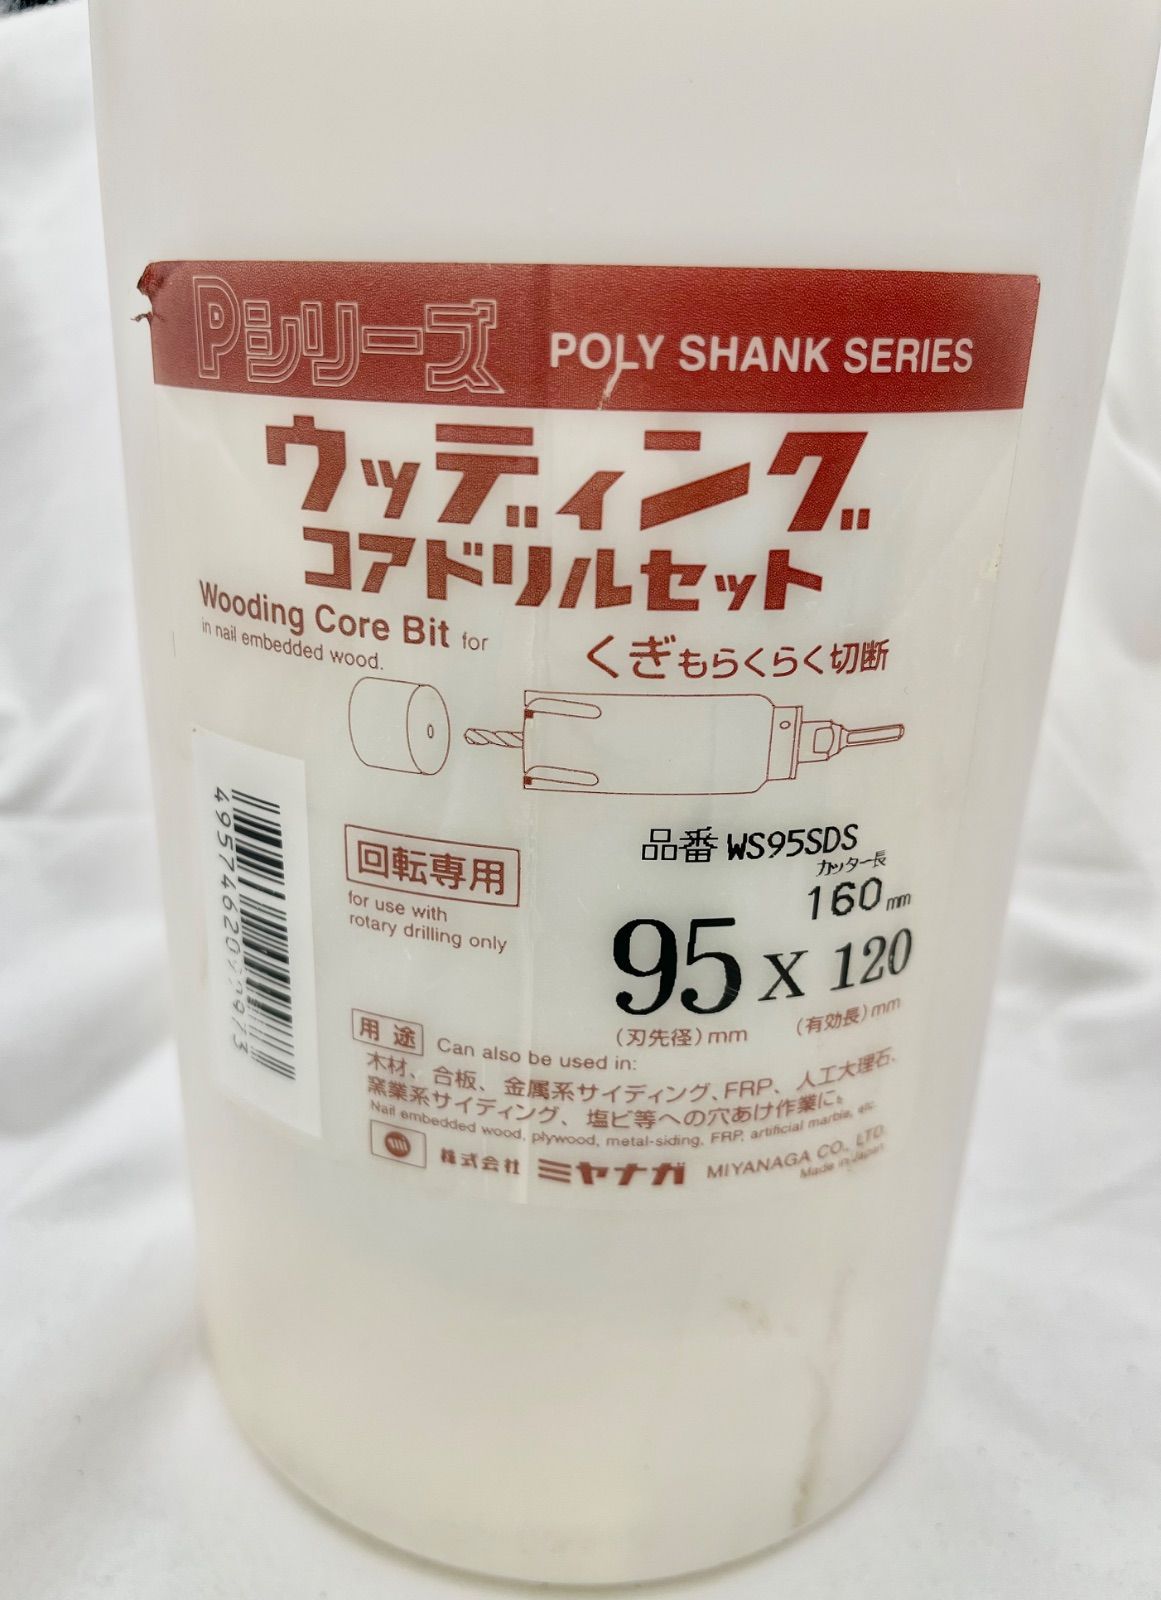 Pシリーズ POLY SHANK SERIES
ウッディング
コアドリルセット
Wooding Core Bit for
in nail embedded wood.
くぎもらくらく切断
回転専用
for use with
rotary drilling only
品番 WS95SDS
カッター長
160mm
95 x 120
(刃先径)mm (有効長)mm
用途 Can also be used in:
木材、合板、金属系サイディング、FRP、人工大理石、
窯業系サイディング、塩ビ等への穴あけ作業に。
Nail embedded wood, plywood, metal-siding, FRP, artificial marble, etc.
株式会社 ミヤナガ MIYANAGA CO., LTD.
Made in Japan